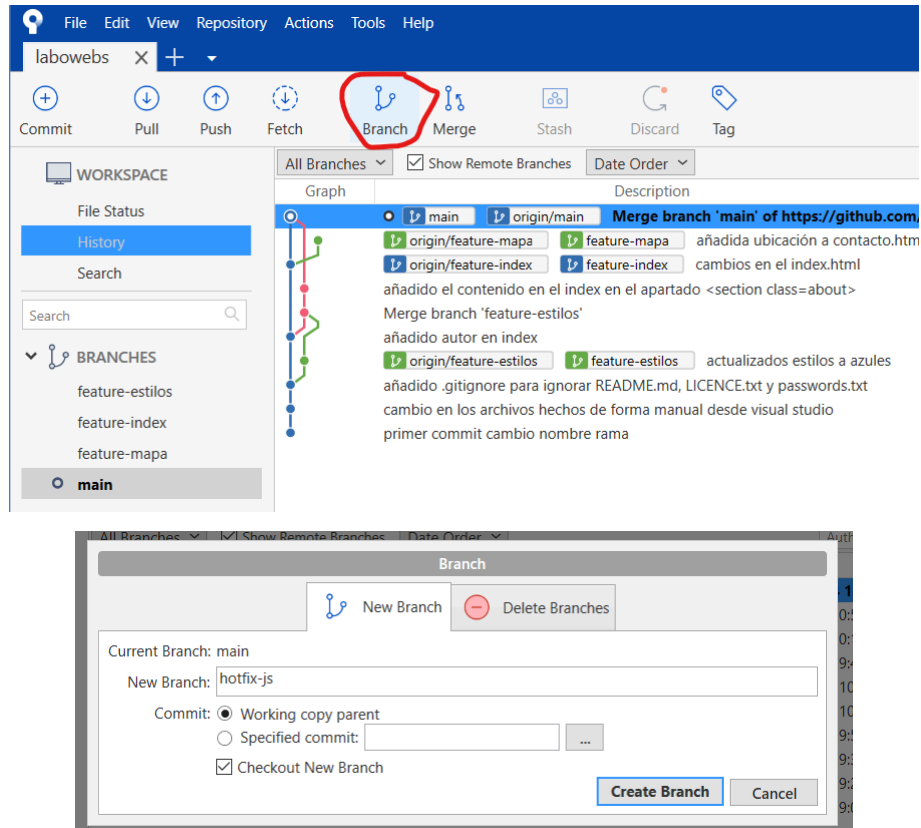 File Edit View Repository Actions Tools Help
labowebs
Commit Pull Push Fetch Branch Merge Stash Discard Tag
WORKSPACE
File Status
History
Search
Search
BRANCHES
feature-estilos
feature-index
feature-mapa
main
All Branches Show Remote Branches Date Order
Graph Description
main origin/main Merge branch 'main' of https://github.com/
origin/feature-mapa feature-mapa añadida ubicación a contacto.htm
origin/feature-index feature-index cambios en el index.html
añadido el contenido en el index en el apartado <section class=about>
Merge branch 'feature-estilos'
añadido autor en index
origin/feature-estilos feature-estilos actualizados estilos a azules
añadido .gitignore para ignorar README.md, LICENCE.txt y passwords.txt
cambio en los archivos hechos de forma manual desde visual studio
primer commit cambio nombre rama
All Branches Show Remote Branches Date Order Auth
Branch
New Branch Delete Branches
Current Branch: main
New Branch: hotfix-js
Commit: Working copy parent
Specified commit: ...
Checkout New Branch
Create Branch Cancel